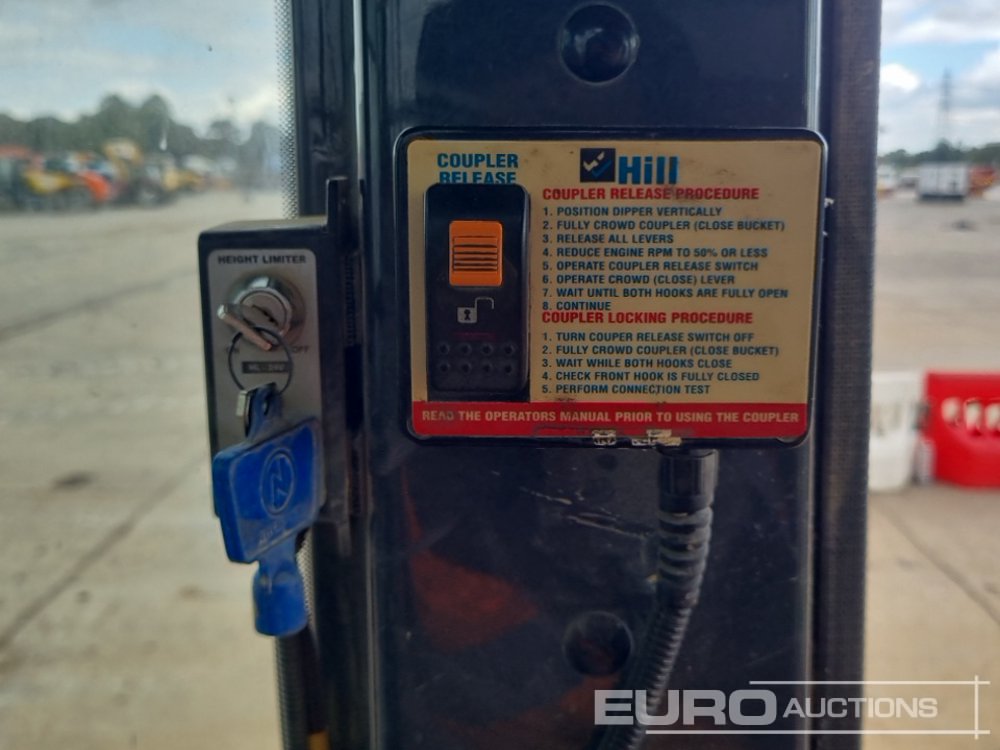 HEIGHT LIMITER
OFF
HL-24V
COUPLER
RELEASE
Hill
COUPLER RELEASE PROCEDURE
1. POSITION DIPPER VERTICALLY
2. FULLY CROWD COUPLER (CLOSE BUCKET)
3. RELEASE ALL LEVERS
4. REDUCE ENGINE RPM TO 50% OR LESS
5. OPERATE COUPLER RELEASE SWITCH
6. OPERATE CROWD (CLOSE) LEVER
7. WAIT UNTIL BOTH HOOKS ARE FULLY OPEN
8. CONTINUE
COUPLER LOCKING PROCEDURE
1. TURN COUPER RELEASE SWITCH OFF
2. FULLY CROWD COUPLER (CLOSE BUCKET)
3. WAIT WHILE BOTH HOOKS CLOSE
4. CHECK FRONT HOOK IS FULLY CLOSED
5. PERFORM CONNECTION TEST
READ THE OPERATORS MANUAL PRIOR TO USING THE COUPLER
EURO AUCTIONS